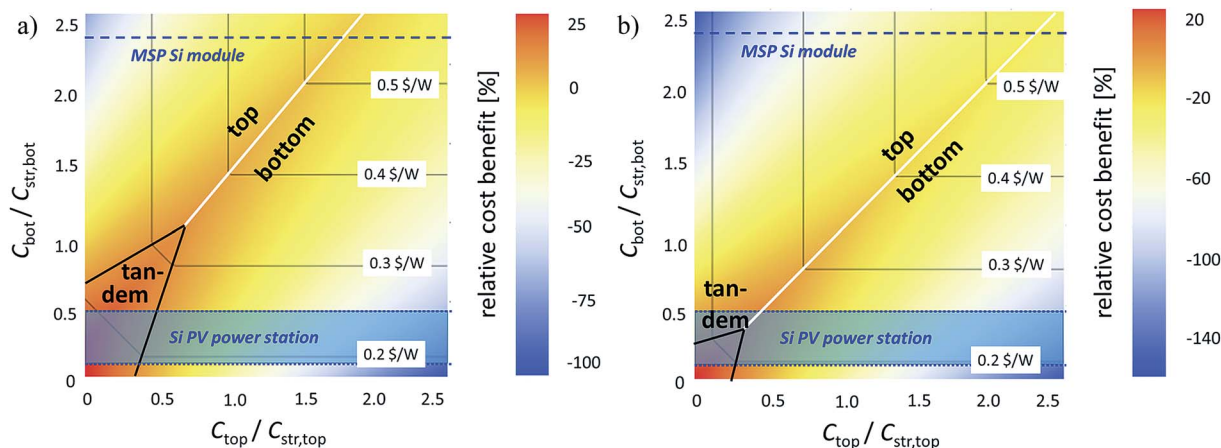 a)
2.5
2.0
1.5
1.0
0.5
0
C_bot / C_str,bot
MSP Si module
top
bottom
tan-
dem
Si PV power station
0.5 $/W
0.4 $/W
0.3 $/W
0.2 $/W
0 0.5 1.0 1.5 2.0 2.5
C_top / C_str,top
25
0
-25
-50
-75
-100
relative cost benefit [%]
b)
2.5
2.0
1.5
1.0
0.5
0
C_bot / C_str,bot
MSP Si module
top
bottom
tan-
dem
Si PV power station
0.5 $/W
0.4 $/W
0.3 $/W
0.2 $/W
0 0.5 1.0 1.5 2.0 2.5
C_top / C_str,top
20
-20
-60
-100
-140
relative cost benefit [%]